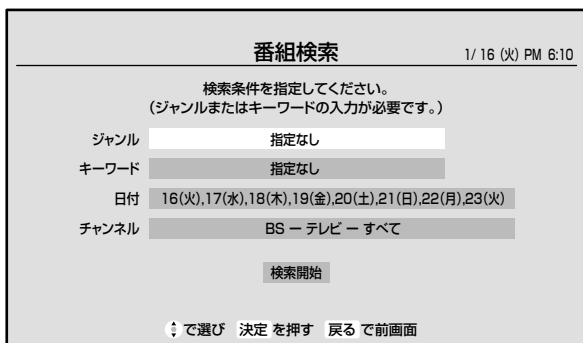 番組検索 1/ 16 (火) PM 6:10
検索条件を指定してください。
(ジャンルまたはキーワードの入力が必要です。)
ジャンル 指定なし
キーワード 指定なし
日付 16(火),17(水),18(木),19(金),20(土),21(日),22(月),23(火)
チャンネル BS ー テレビ ー すべて
検索開始
で選び 決定 を押す 戻る で前画面